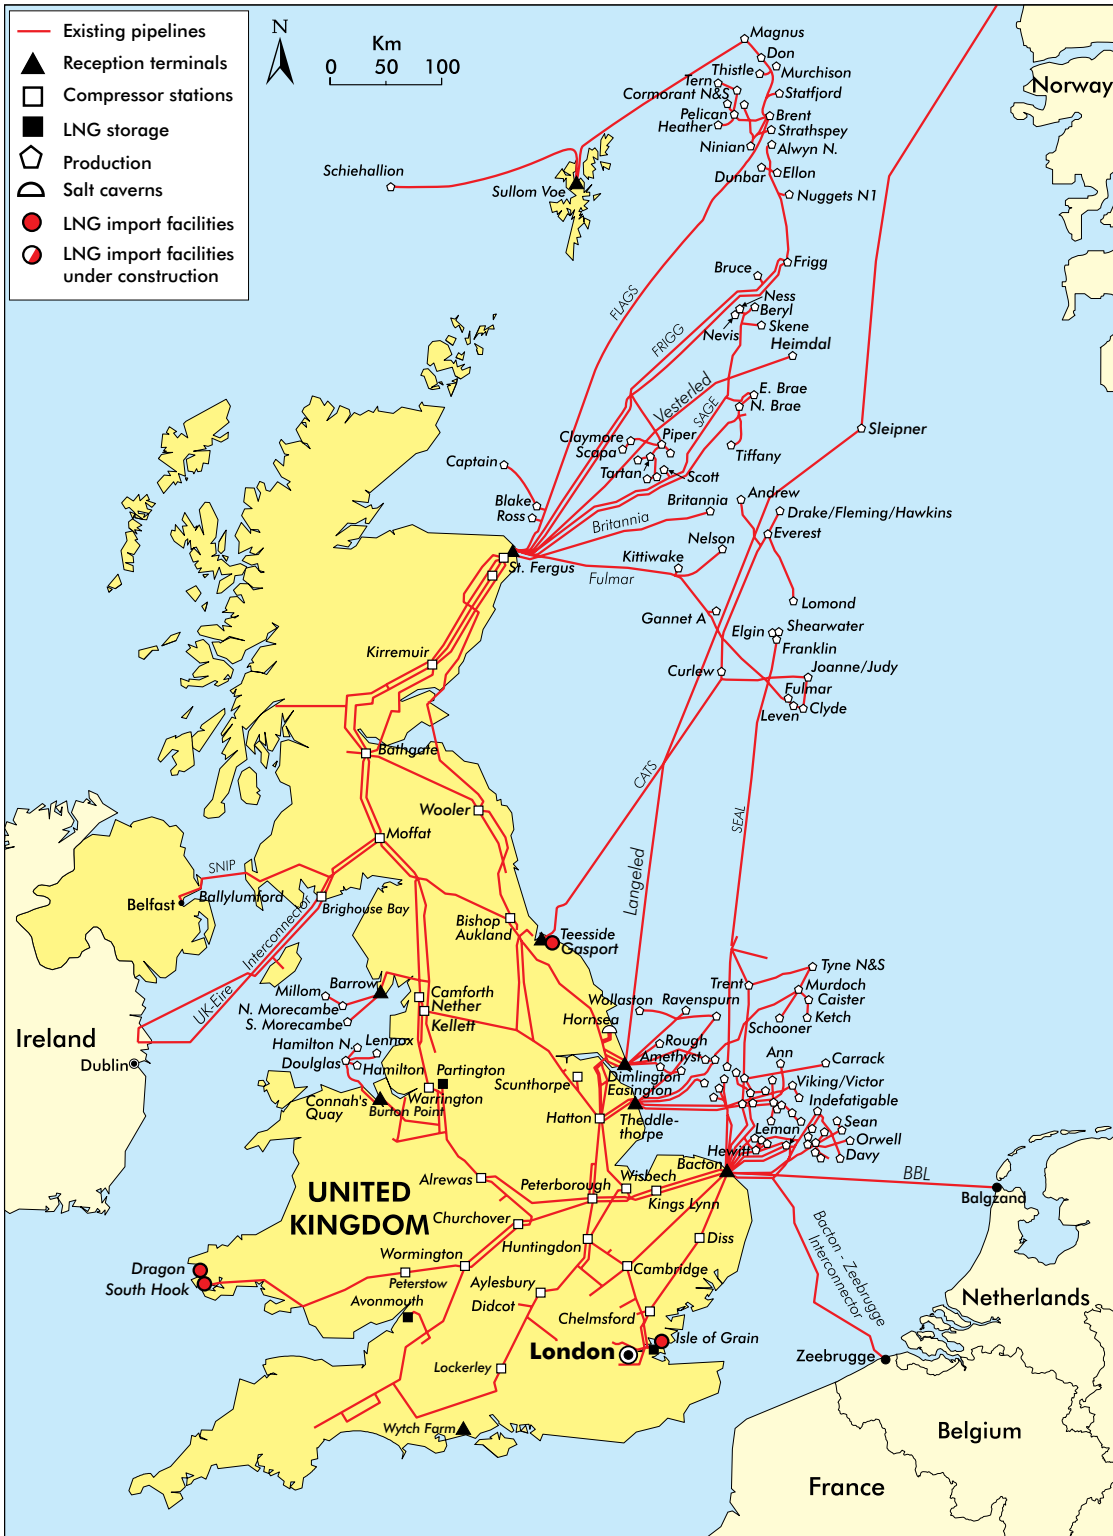 Existing pipelines
Reception terminals
Compressor stations
LNG storage
Production
Salt caverns
LNG import facilities
LNG import facilities
under construction
N
Km
0 50 100
Magnus
Don
Thistle
Murchison
Tern
Cormorant N&S
Statfjord
Pelican
Brent
Heather
Strathspey
Ninian
Alwyn N.
Dunbar
Ellon
Nuggets N1
Norway
Schiehallion
Sullom Voe
Bruce
Frigg
FLAGS
FRIGG
Ness
Beryl
Nevis
Skene
Heimdal
Vesterled
SAGE
E. Brae
N. Brae
Claymore
Piper
Scapa
Tiffany
Sleipner
Captain
Tartan
Scott
Blake
Ross
Britannia
Britannia
Andrew
Drake/Fleming/Hawkins
Everest
Nelson
Kittiwake
St. Fergus
Fulmar
Lomond
Gannet A
Elgin
Shearwater
Franklin
Kirremuir
Curlew
Joanne/Judy
Fulmar
Leven
Clyde
Bathgate
CATS
Wooler
SEAL
Moffat
SNIP
Langeled
Belfast
Ballylumford
Brighouse Bay
Interconnector
UK-Eire
Bishop
Aukland
Teesside
Gasport
Tyne N&S
Barrow
Millom
N. Morecambe
S. Morecambe
Camforth
Nether
Kellett
Trent
Murdoch
Caister
Ketch
Schooner
Wollaston
Ravenspurn
Hornsea
Ireland
Dublin
Hamilton N.
Lennox
Doulglas
Hamilton
Partington
Rough
Amethyst
Ann
Carrack
Connah's
Quay
Burton Point
Warrington
Scunthorpe
Dimlington
Easington
Viking/Victor
Indefatigable
Hatton
Theddle-
thorpe
Leman
Sean
Hewitt
Orwell
Davy
Bacton
BBL
Balgzand
Alrewas
Peterborough
Wisbech
Kings Lynn
UNITED
KINGDOM
Churchover
Huntingdon
Diss
Bacton - Zeebrugge
Interconnector
Dragon
South Hook
Wormington
Peterstow
Aylesbury
Cambridge
Netherlands
Avonmouth
Didcot
Chelmsford
Isle of Grain
London
Zeebrugge
Lockerley
Wytch Farm
Belgium
France